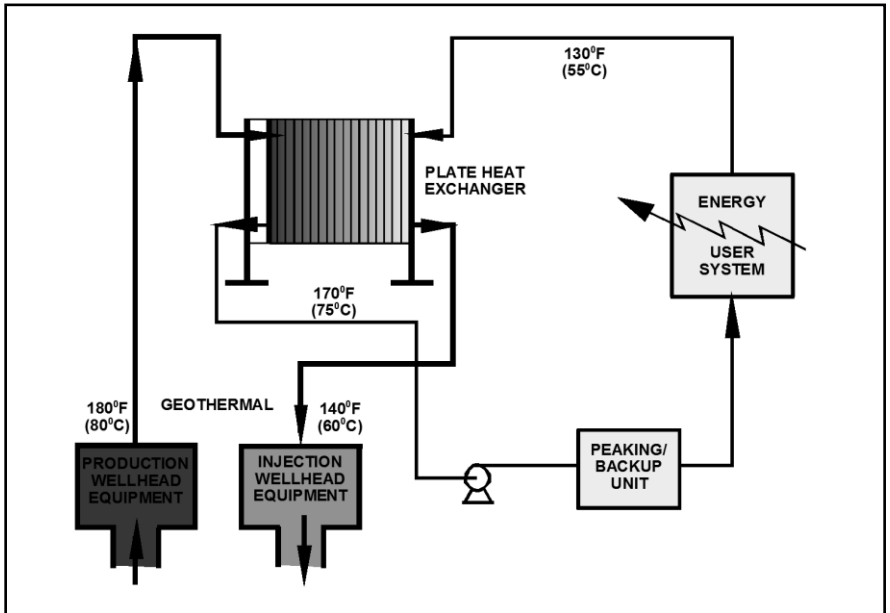 130⁰F
(55⁰C)
PLATE HEAT
EXCHANGER
ENERGY
USER
SYSTEM
170⁰F
(75⁰C)
180⁰F
(80⁰C)
GEOTHERMAL
140⁰F
(60⁰C)
PRODUCTION
WELLHEAD
EQUIPMENT
INJECTION
WELLHEAD
EQUIPMENT
PEAKING/
BACKUP
UNIT